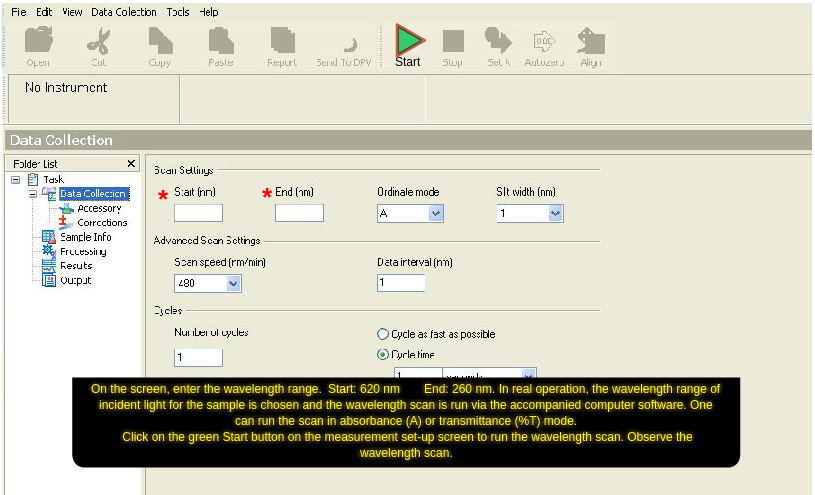 File Edit View Data Collection Tools Help
Open Cut Copy Paste Report Send To DPV Start Stop Set λ Autozero Align
No Instrument
Data Collection
Folder List
Task
Data Collection
Accessory
Corrections
Sample Info
Processing
Results
Output
Scan Settings
* Start (nm) * End (nm) Ordinate mode Slit width (nm)
A 1
Advanced Scan Settings
Scan speed (nm/min) Data interval (nm)
480 1
Cycles
Number of cycles Cycle as fast as possible
1 Cycle time
1 seconds
On the screen, enter the wavelength range. Start: 620 nm End: 260 nm. In real operation, the wavelength range of
incident light for the sample is chosen and the wavelength scan is run via the accompanied computer software. One
can run the scan in absorbance (A) or transmittance (%T) mode.
Click on the green Start button on the measurement set-up screen to run the wavelength scan. Observe the
wavelength scan.